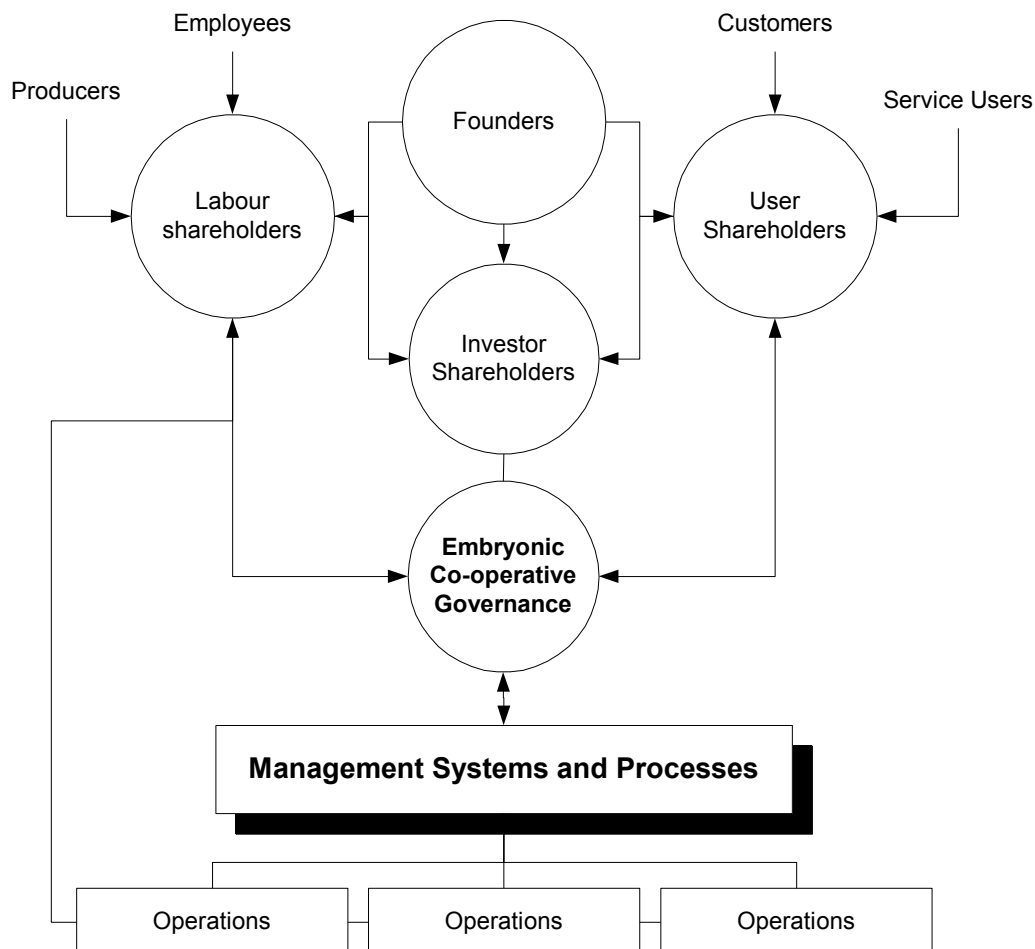 Employees
Customers
Producers
Service Users
Founders
Labour
shareholders
User
Shareholders
Investor
Shareholders
Embryonic
Co-operative
Governance
Management Systems and Processes
Operations
Operations
Operations